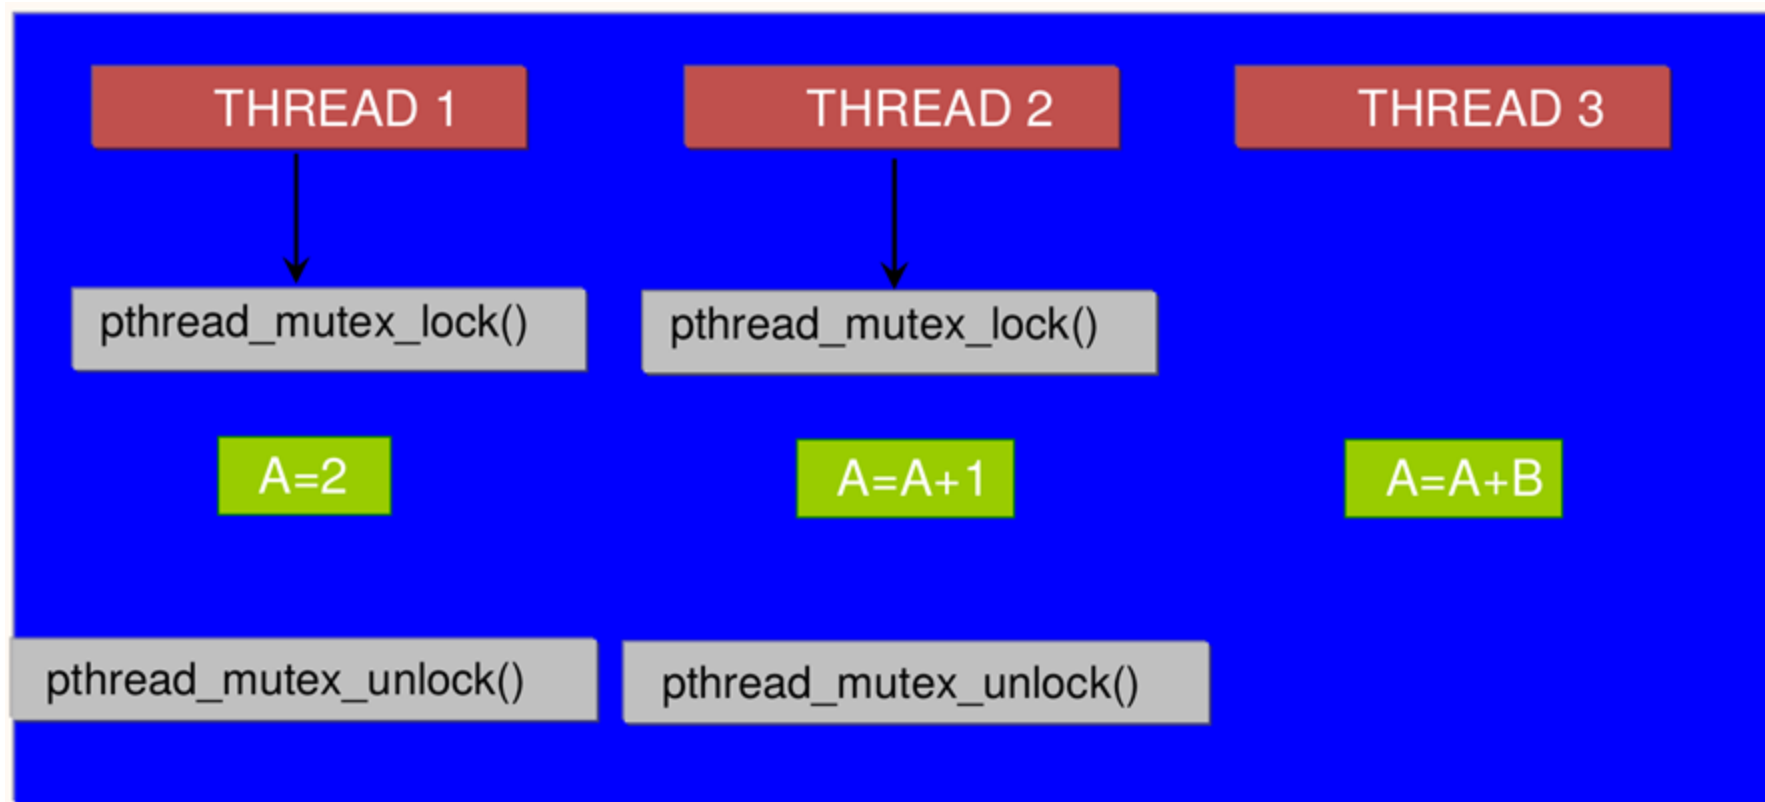 THREAD 1 THREAD 2 THREAD 3
pthread_mutex_lock() pthread_mutex_lock()
A=2 A=A+1 A=A+B
pthread_mutex_unlock() pthread_mutex_unlock()